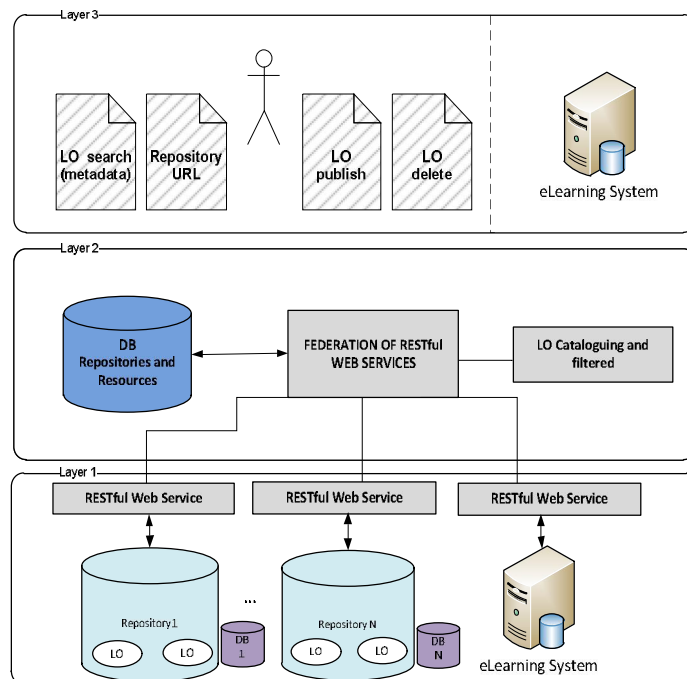 Layer 3
LO search
(metadata)
Repository
URL
LO
publish
LO
delete
eLearning System
Layer 2
DB
Repositories and
Resources
FEDERATION OF RESTful
WEB SERVICES
LO Cataloguing and
filtered
Layer 1
RESTful Web Service
RESTful Web Service
RESTful Web Service
Repository 1
LO
LO
DB
1
...
Repository N
LO
LO
DB
N
eLearning System